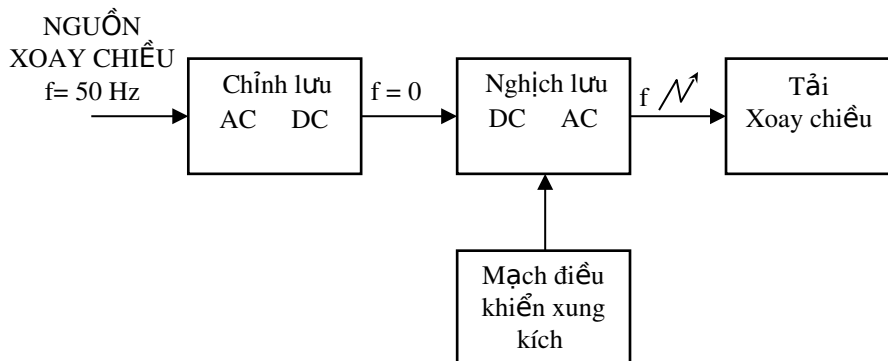 NGUỒN
XOAY CHIỀU
f= 50 Hz
Chỉnh lưu
AC DC
f = 0
Nghịch lưu
DC AC
f
Tải
Xoay chiều
Mạch điều
khiển xung
kích